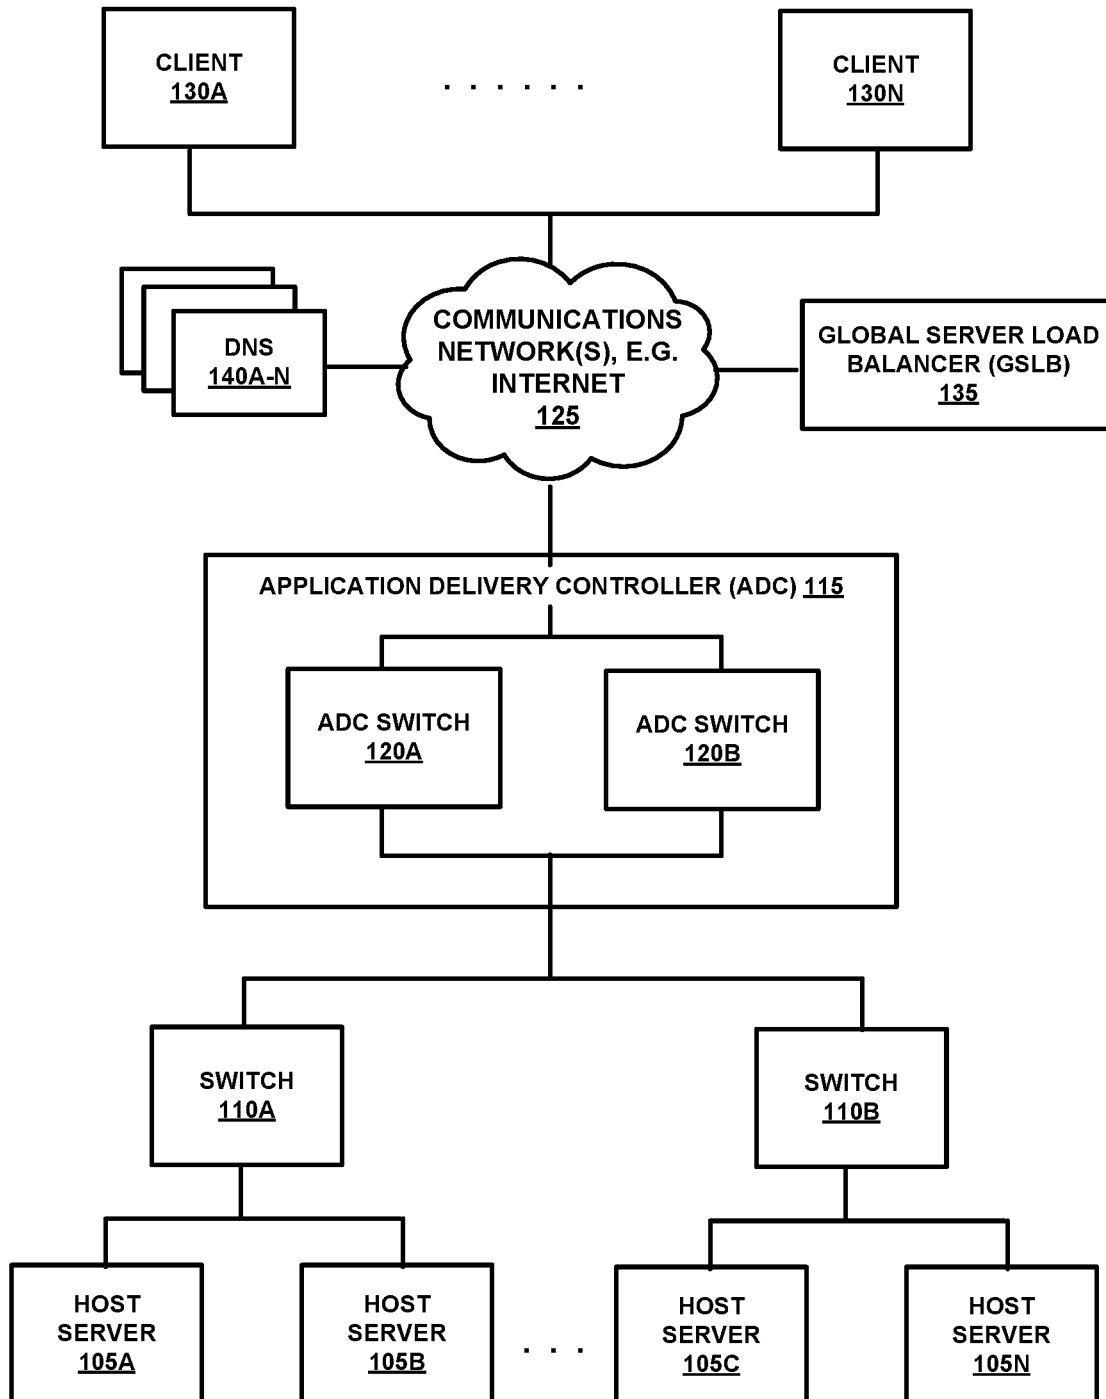 CLIENT
130A
. . . . . .
CLIENT
130N
DNS
140A-N
COMMUNICATIONS
NETWORK(S), E.G.
INTERNET
125
GLOBAL SERVER LOAD
BALANCER (GSLB)
135
APPLICATION DELIVERY CONTROLLER (ADC) 115
ADC SWITCH
120A
ADC SWITCH
120B
SWITCH
110A
SWITCH
110B
HOST
SERVER
105A
HOST
SERVER
105B
. . .
HOST
SERVER
105C
HOST
SERVER
105N